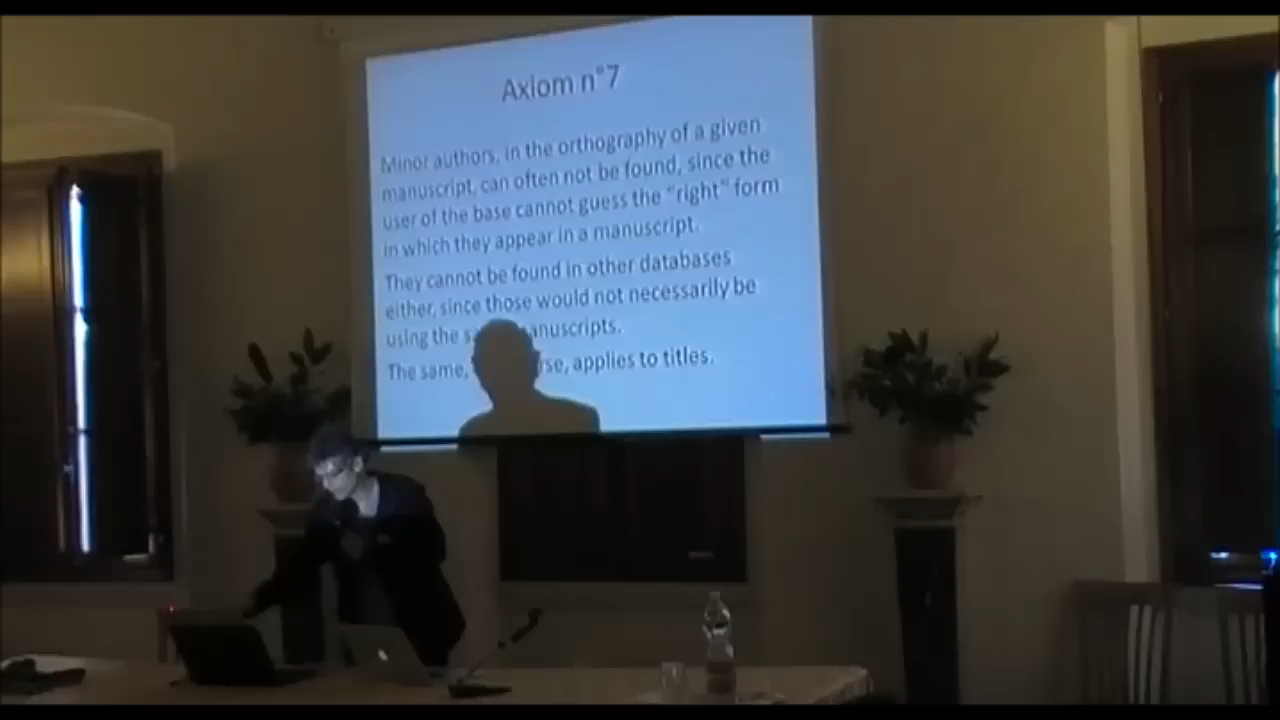 Axiom n°7
Minor authors, in the orthography of a given
manuscript, can often not be found, since the
user of the base cannot guess the "right" form
in which they appear in a manuscript.
They cannot be found in other databases
either, since those would not necessarily be
using the manuscripts.
The same, applies to titles.